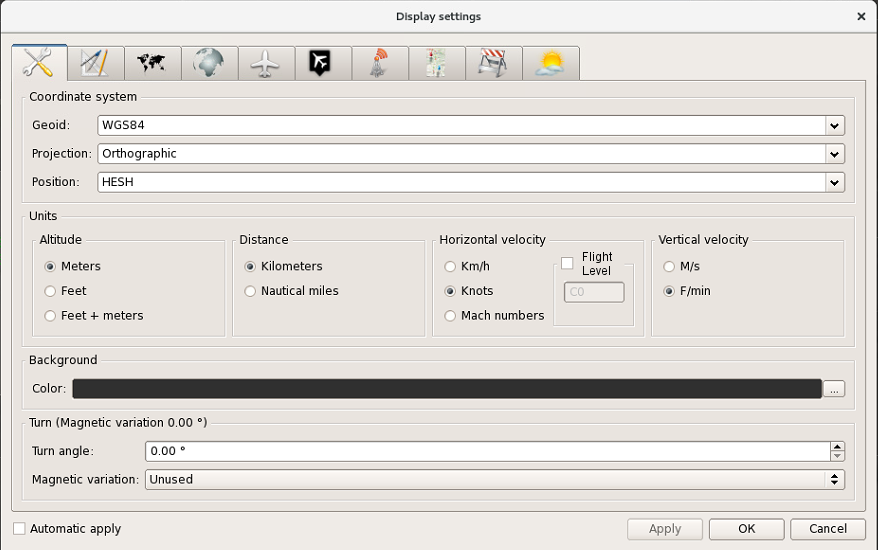 Display settings
Coordinate system
Geoid: WGS84
Projection: Orthographic
Position: HESH
Units
Altitude Distance Horizontal velocity Vertical velocity
Meters Kilometers Km/h Flight Level M/s
Feet Nautical miles Knots C0 F/min
Feet + meters Mach numbers
Background
Color: ...
Turn (Magnetic variation 0.00 °)
Turn angle: 0.00 °
Magnetic variation: Unused
Automatic apply Apply OK Cancel